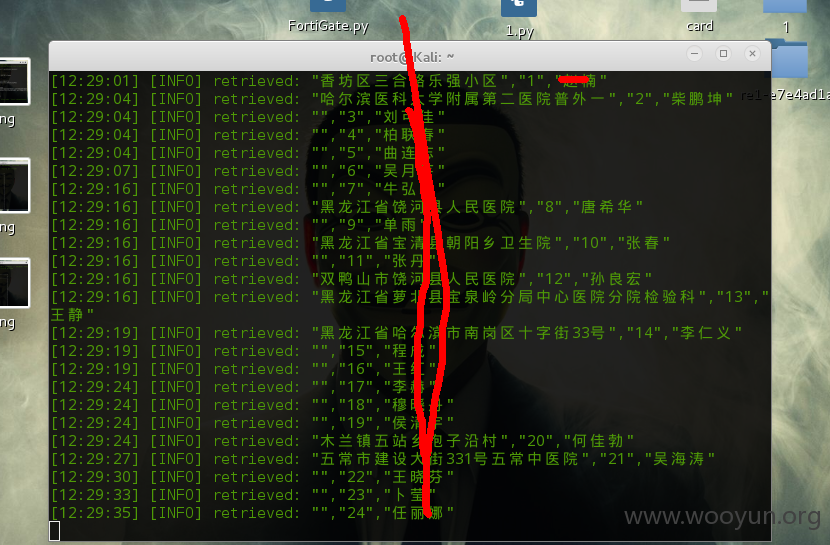 FortiGate.py
1.py
card
1
root@Kali: ~
re1-e7e4ad1a
ng
ng
ng
[12:29:01] [INFO] retrieved: "香坊区三合路乐强小区","1","
[12:29:04] [INFO] retrieved: "哈尔滨医科大学附属第二医院普外一","2","柴鹏坤"
[12:29:04] [INFO] retrieved: "","3","刘 佳"
[12:29:04] [INFO] retrieved: "","4","柏联春"
[12:29:04] [INFO] retrieved: "","5","曲连
[12:29:07] [INFO] retrieved: "","6","吴月
[12:29:16] [INFO] retrieved: "","7","牛弘
[12:29:16] [INFO] retrieved: "黑龙江省饶河县人民医院","8","唐希华"
[12:29:16] [INFO] retrieved: "","9","单雨"
[12:29:16] [INFO] retrieved: "黑龙江省宝清县朝阳乡卫生院","10","张春"
[12:29:16] [INFO] retrieved: "","11","张丹"
[12:29:16] [INFO] retrieved: "双鸭山市饶河县人民医院","12","孙良宏"
[12:29:16] [INFO] retrieved: "黑龙江省萝北县宝泉岭分局中心医院分院检验科","13","
王静"
[12:29:19] [INFO] retrieved: "黑龙江省哈尔滨市南岗区十字街33号","14","李仁义"
[12:29:19] [INFO] retrieved: "","15","程
[12:29:19] [INFO] retrieved: "","16","王红"
[12:29:24] [INFO] retrieved: "","17","李
[12:29:24] [INFO] retrieved: "","18","穆 丹"
[12:29:24] [INFO] retrieved: "","19","侯 宇"
[12:29:24] [INFO] retrieved: "木兰镇五站乡泡子沿村","20","何佳勃"
[12:29:27] [INFO] retrieved: "五常市建设大街331号五常中医院","21","吴海涛"
[12:29:30] [INFO] retrieved: "","22","王晓芬"
[12:29:33] [INFO] retrieved: "","23","卜莹"
[12:29:35] [INFO] retrieved: "","24","任丽娜"
www.wooyun.org